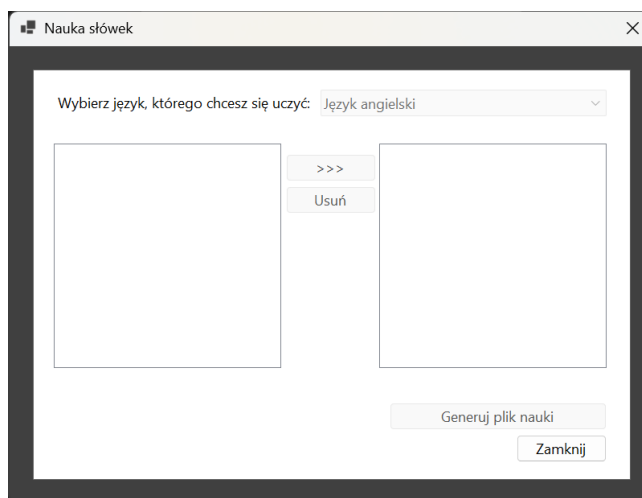 Nauka słówek
Wybierz język, którego chcesz się uczyć: Język angielski
>>>
Usuń
Generuj plik nauki
Zamknij